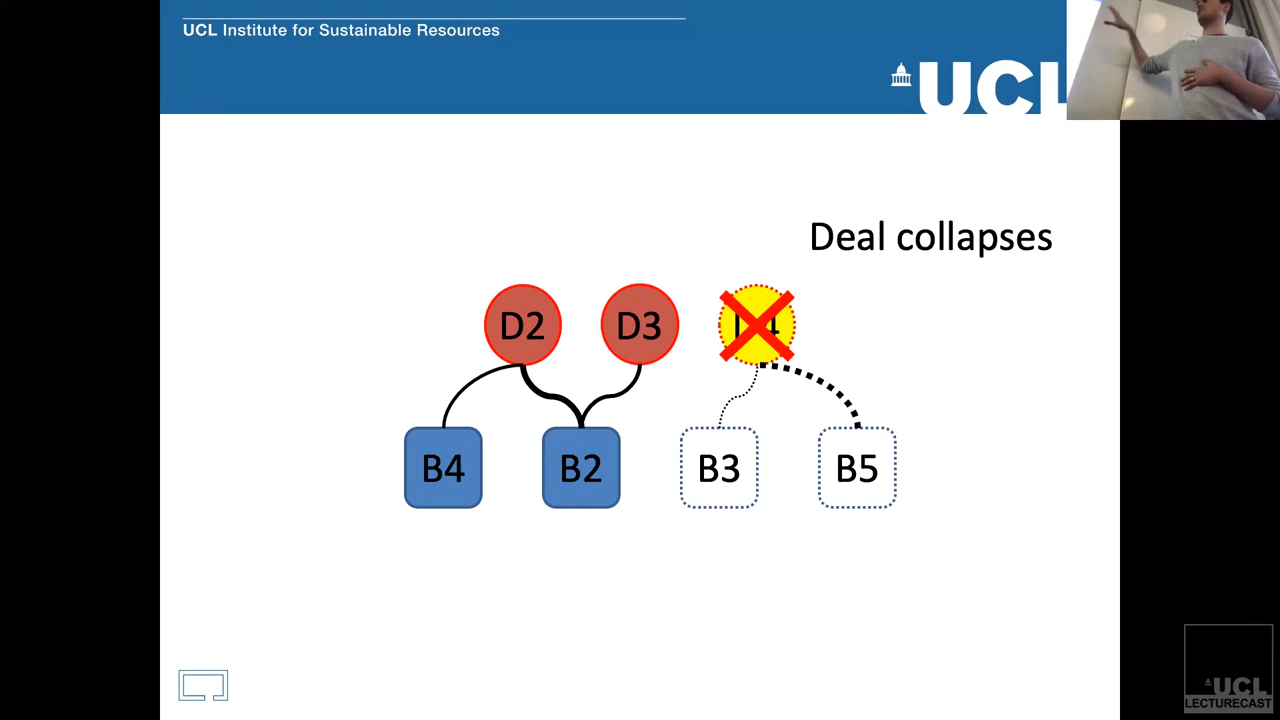 UCL Institute for Sustainable Resources
UCL
Deal collapses
D2
D3
B4
B2
B3
B5
UCL
LECTURECAST